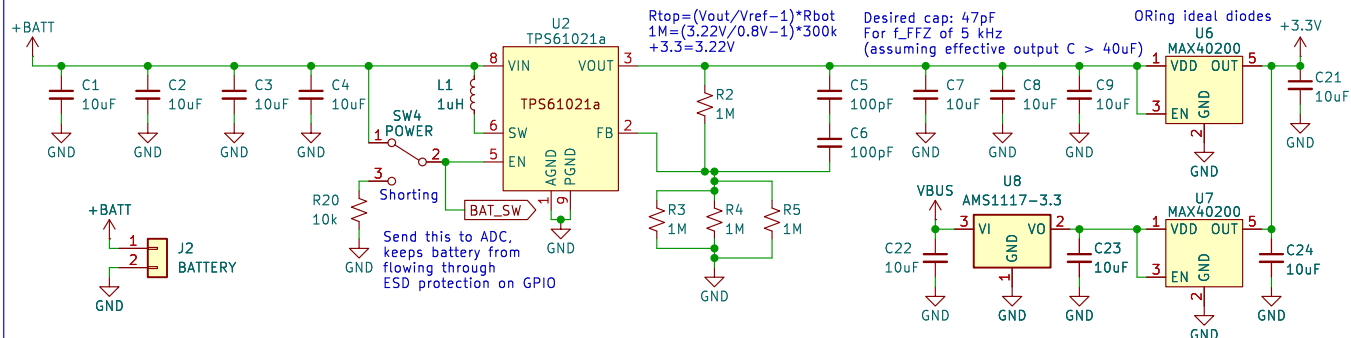 +BATT
C1
10uF
GND
C2
10uF
GND
C3
10uF
GND
C4
10uF
GND
SW4
POWER
1
2
3
Shorting
R20
10k
GND
BAT_SW
Send this to ADC,
keeps battery from
flowing through
ESD protection on GPIO
+BATT
1
2
J2
BATTERY
GND
L1
1uH
U2
TPS61021a
8
VIN
VOUT
3
TPS61021a
6
SW
FB
2
5
EN
AGND
PGND
1
9
GND
Rtop=(Vout/Vref-1)*Rbot
1M=(3.22V/0.8V-1)*300k
+3.3=3.22V
R2
1M
R3
1M
R4
1M
R5
1M
GND
Desired cap: 47pF
For f_FFZ of 5 kHz
(assuming effective output C > 40uF)
C5
100pF
C6
100pF
C7
10uF
GND
C8
10uF
GND
C9
10uF
GND
ORing ideal diodes
U6
MAX40200
1
VDD
OUT
5
3
EN
GND
2
GND
+3.3V
C21
10uF
GND
VBUS
C22
10uF
GND
U8
AMS1117-3.3
3
VI
VO
2
GND
1
GND
C23
10uF
GND
U7
MAX40200
1
VDD
OUT
5
3
EN
GND
2
GND
C24
10uF
GND